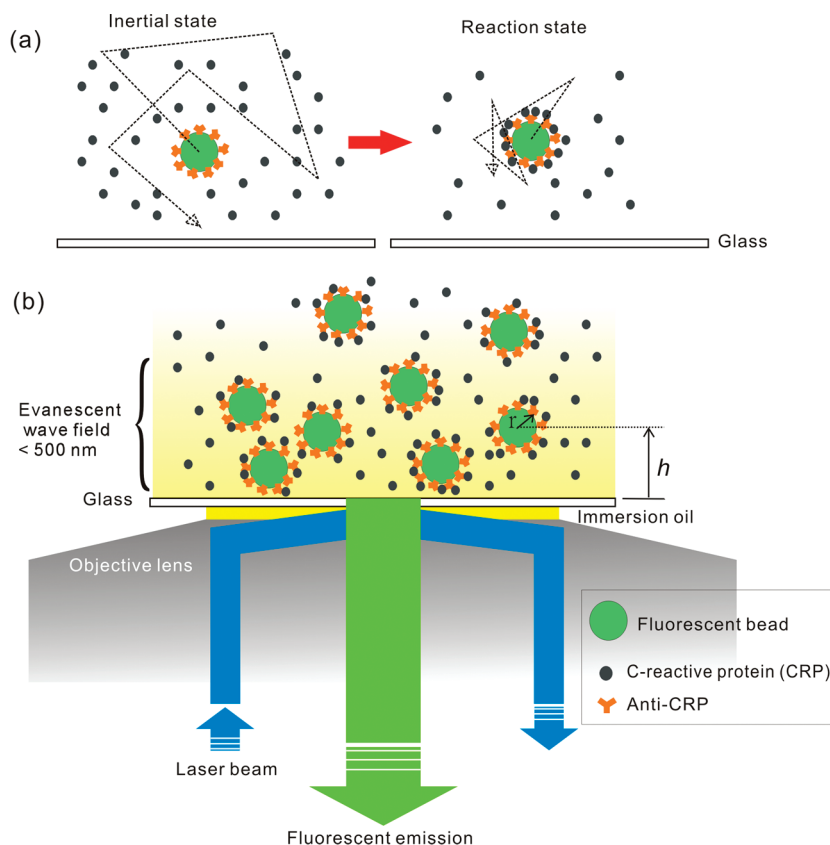 (a)
Inertial state
Reaction state
Glass
(b)
Evanescent
wave field
< 500 nm
r
h
Glass
Immersion oil
Objective lens
Fluorescent bead
C-reactive protein (CRP)
Anti-CRP
Laser beam
Fluorescent emission